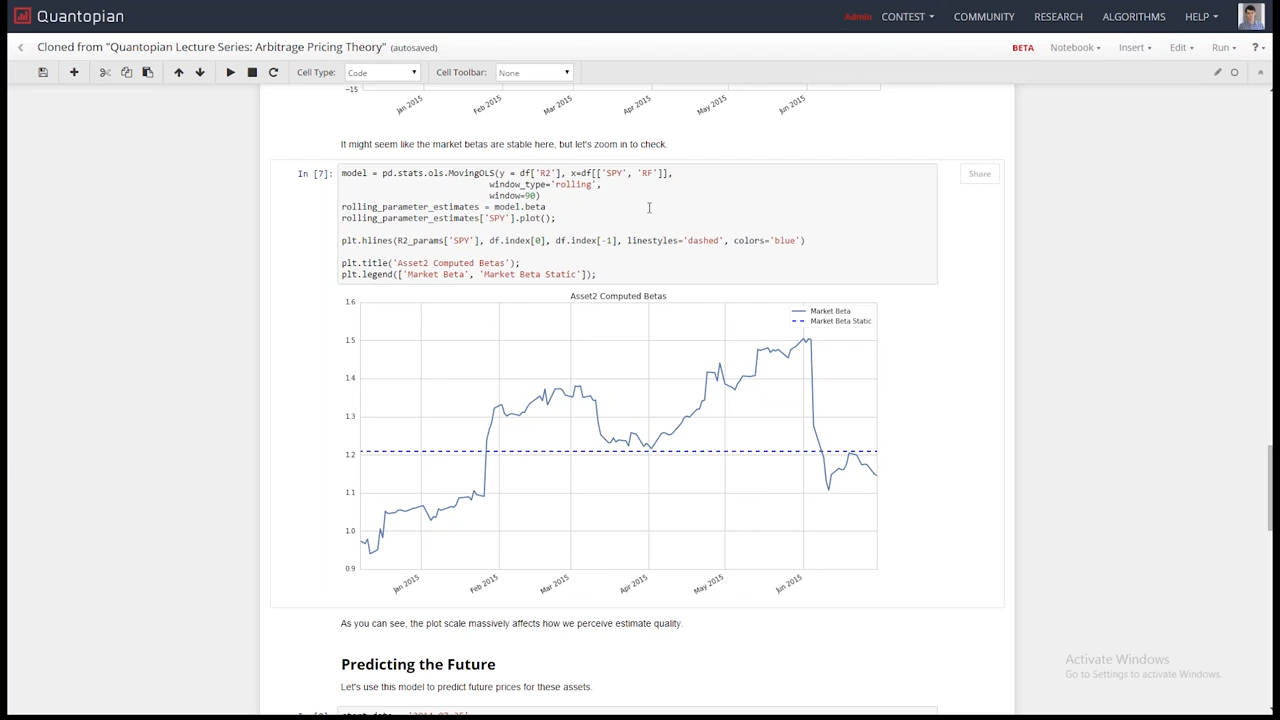 Quantopian
Admin CONTEST COMMUNITY RESEARCH ALGORITHMS HELP
Cloned from "Quantopian Lecture Series: Arbitrage Pricing Theory" (autosaved)
BETA Notebook Insert Edit Run ?
Cell Type: Code Cell Toolbar: None
-15
Jan 2015 Feb 2015 Mar 2015 Apr 2015 May 2015 Jun 2015
It might seem like the market betas are stable here, but let's zoom in to check.
In [7]:
model = pd.stats.ols.MovingOLS(y = df['R2'], x=df[['SPY', 'RF']],
window_type='rolling',
window=90)
rolling_parameter_estimates = model.beta
rolling_parameter_estimates['SPY'].plot();
plt.hlines(R2_params['SPY'], df.index[0], df.index[-1], linestyles='dashed', colors='blue')
plt.title('Asset2 Computed Betas');
plt.legend(['Market Beta', 'Market Beta Static']);
Share
Asset2 Computed Betas
Market Beta
Market Beta Static
1.6
1.5
1.4
1.3
1.2
1.1
1.0
0.9
Jan 2015 Feb 2015 Mar 2015 Apr 2015 May 2015 Jun 2015
As you can see, the plot scale massively affects how we perceive estimate quality.
Predicting the Future
Let's use this model to predict future prices for these assets.
Activate Windows
Go to Settings to activate Windows.